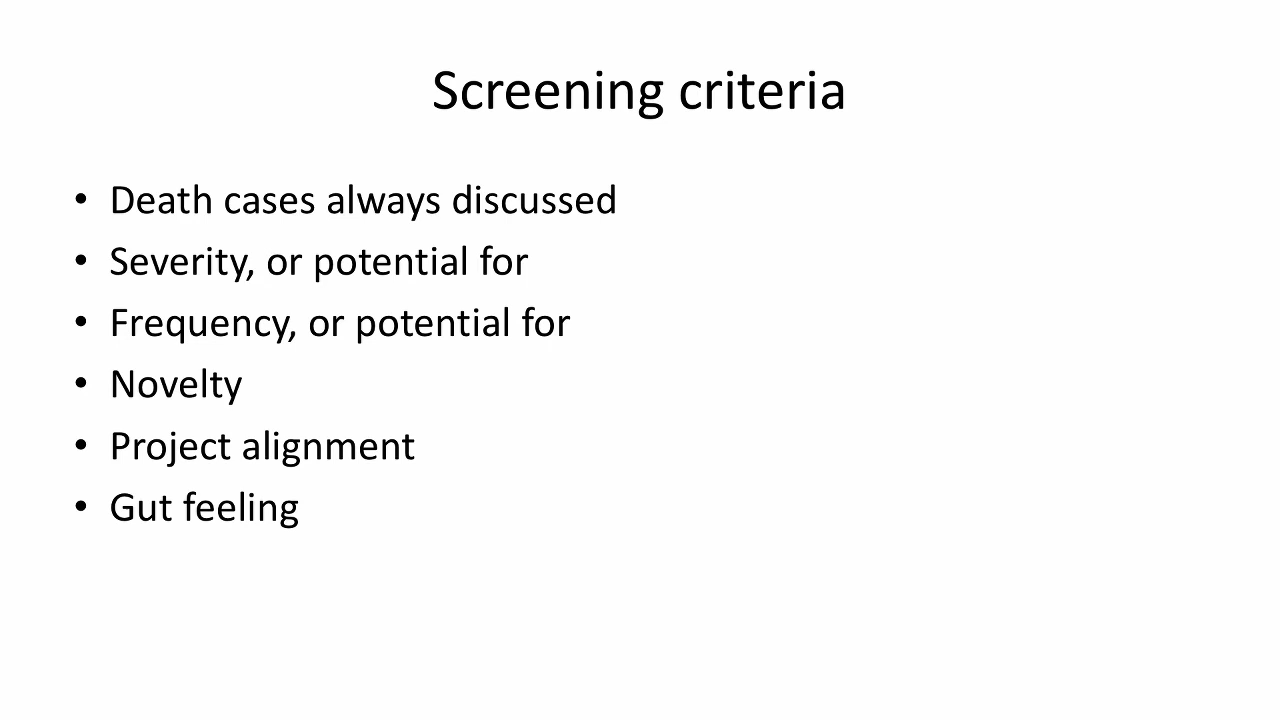 Screening criteria
• Death cases always discussed
• Severity, or potential for
• Frequency, or potential for
• Novelty
• Project alignment
• Gut feeling